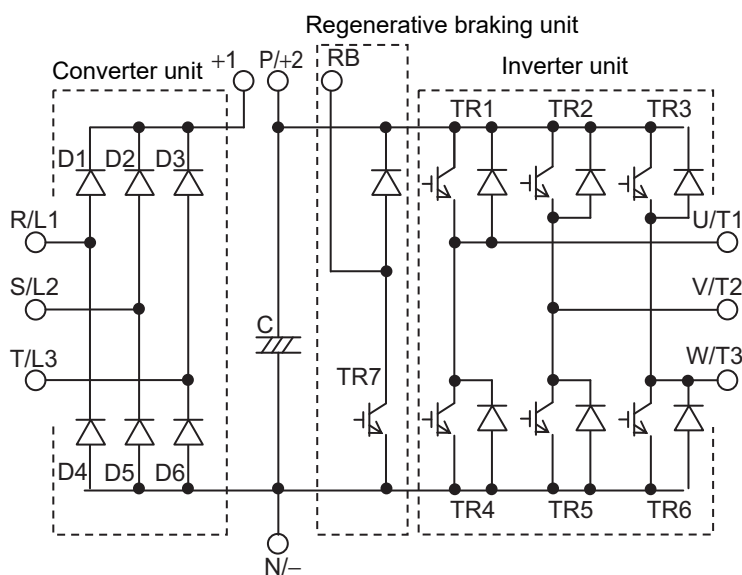 Regenerative braking unit
Converter unit
+1
P/+2
RB
Inverter unit
TR1
TR2
TR3
D1
D2
D3
R/L1
U/T1
S/L2
V/T2
C
T/L3
TR7
W/T3
D4
D5
D6
TR4
TR5
TR6
N/−